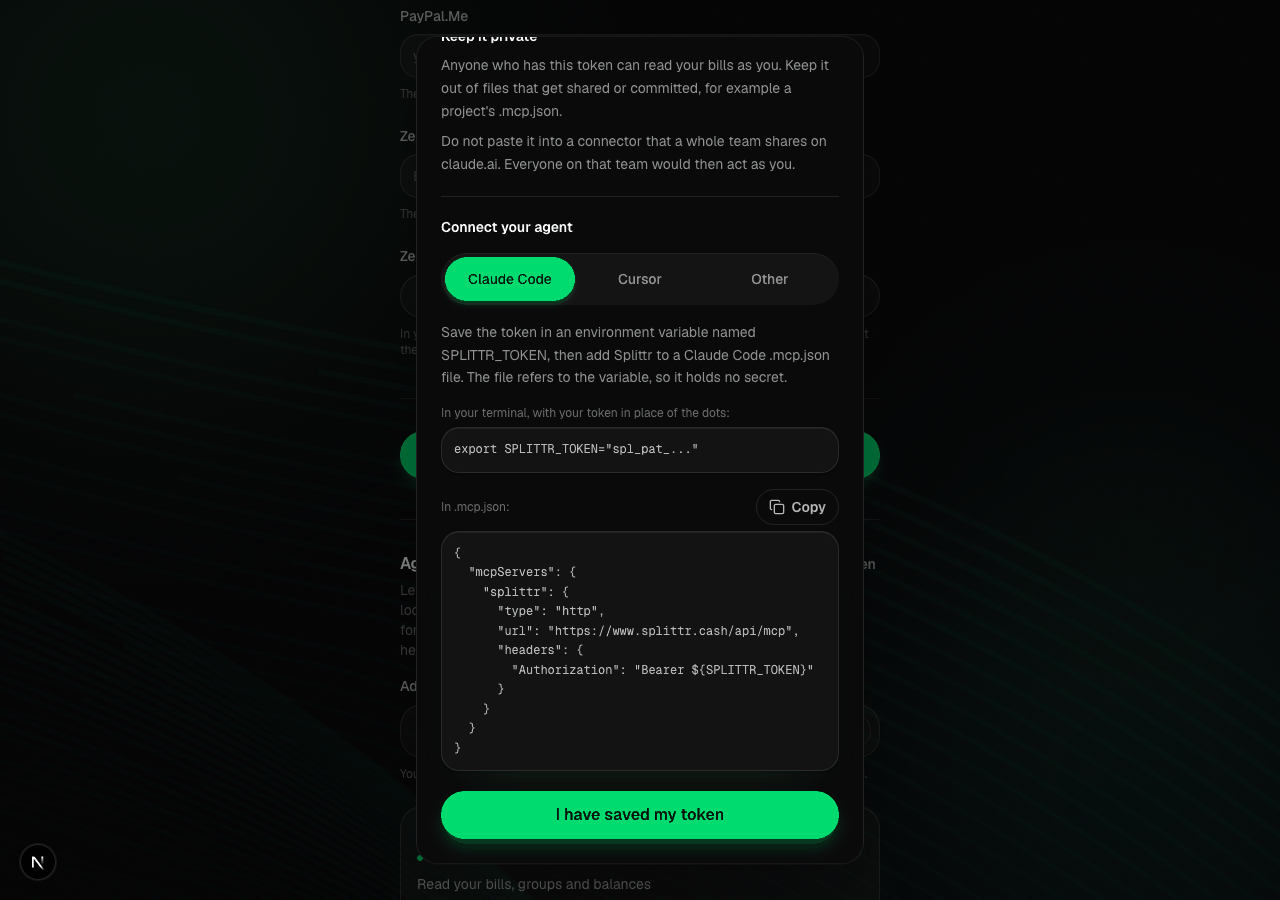 PayPal.Me
Keep it private
Anyone who has this token can read your bills as you. Keep it
out of files that get shared or committed, for example a
project's .mcp.json.
Do not paste it into a connector that a whole team shares on
claude.ai. Everyone on that team would then act as you.
Connect your agent
Claude Code
Cursor
Other
Save the token in an environment variable named
SPLITTR_TOKEN, then add Splittr to a Claude Code .mcp.json
file. The file refers to the variable, so it holds no secret.
In your terminal, with your token in place of the dots:
export SPLITTR_TOKEN="spl_pat_..."
In .mcp.json:
Copy
{
"mcpServers": {
"splittr": {
"type": "http",
"url": "https://www.splittr.cash/api/mcp",
"headers": {
"Authorization": "Bearer ${SPLITTR_TOKEN}"
}
}
}
}
I have saved my token
N
Read your bills, groups and balances